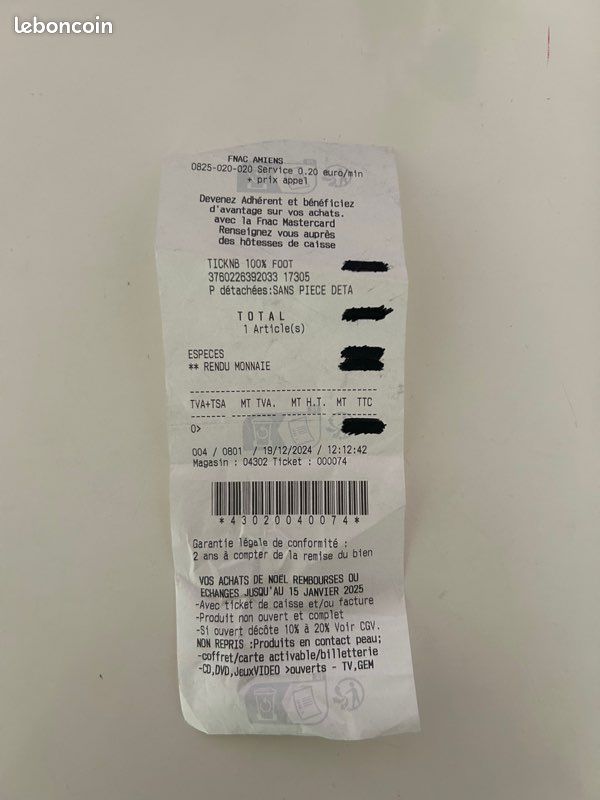 leboncoin
FNAC AMIENS
0825-020-020 Service 0.20 euro/min
+ prix appel
Devenez Adhérent et bénéficiez
d'avantage sur vos achats.
avec la Fnac Mastercard
Renseignez vous auprès
des hôtesses de caisse
TICKNB 100% FOOT
3760226392033 17305
P détachées:SANS PIECE DETA
TOTAL
1 Article(s)
ESPECES
** RENDU MONNAIE
TVA+TSA MT TVA. MT H.T. MT TTC
0>
004 / 0801 / 19/12/2024 / 12:12:42
Magasin : 04302 Ticket : 000074
*43020040074*
Garantie légale de conformité :
2 ans à compter de la remise du bien
VOS ACHATS DE NOËL REMBOURSES OU
ECHANGES JUSQU'AU 15 JANVIER 2025
-Avec ticket de caisse et/ou facture
-Produit non ouvert et complet
-Si ouvert décôte 10% à 20% Voir CGV.
NON REPRIS :Produits en contact peau;
-coffret/carte activable/billetterie
-CD,DVD,JeuxVIDEO >ouverts - TV,GEM